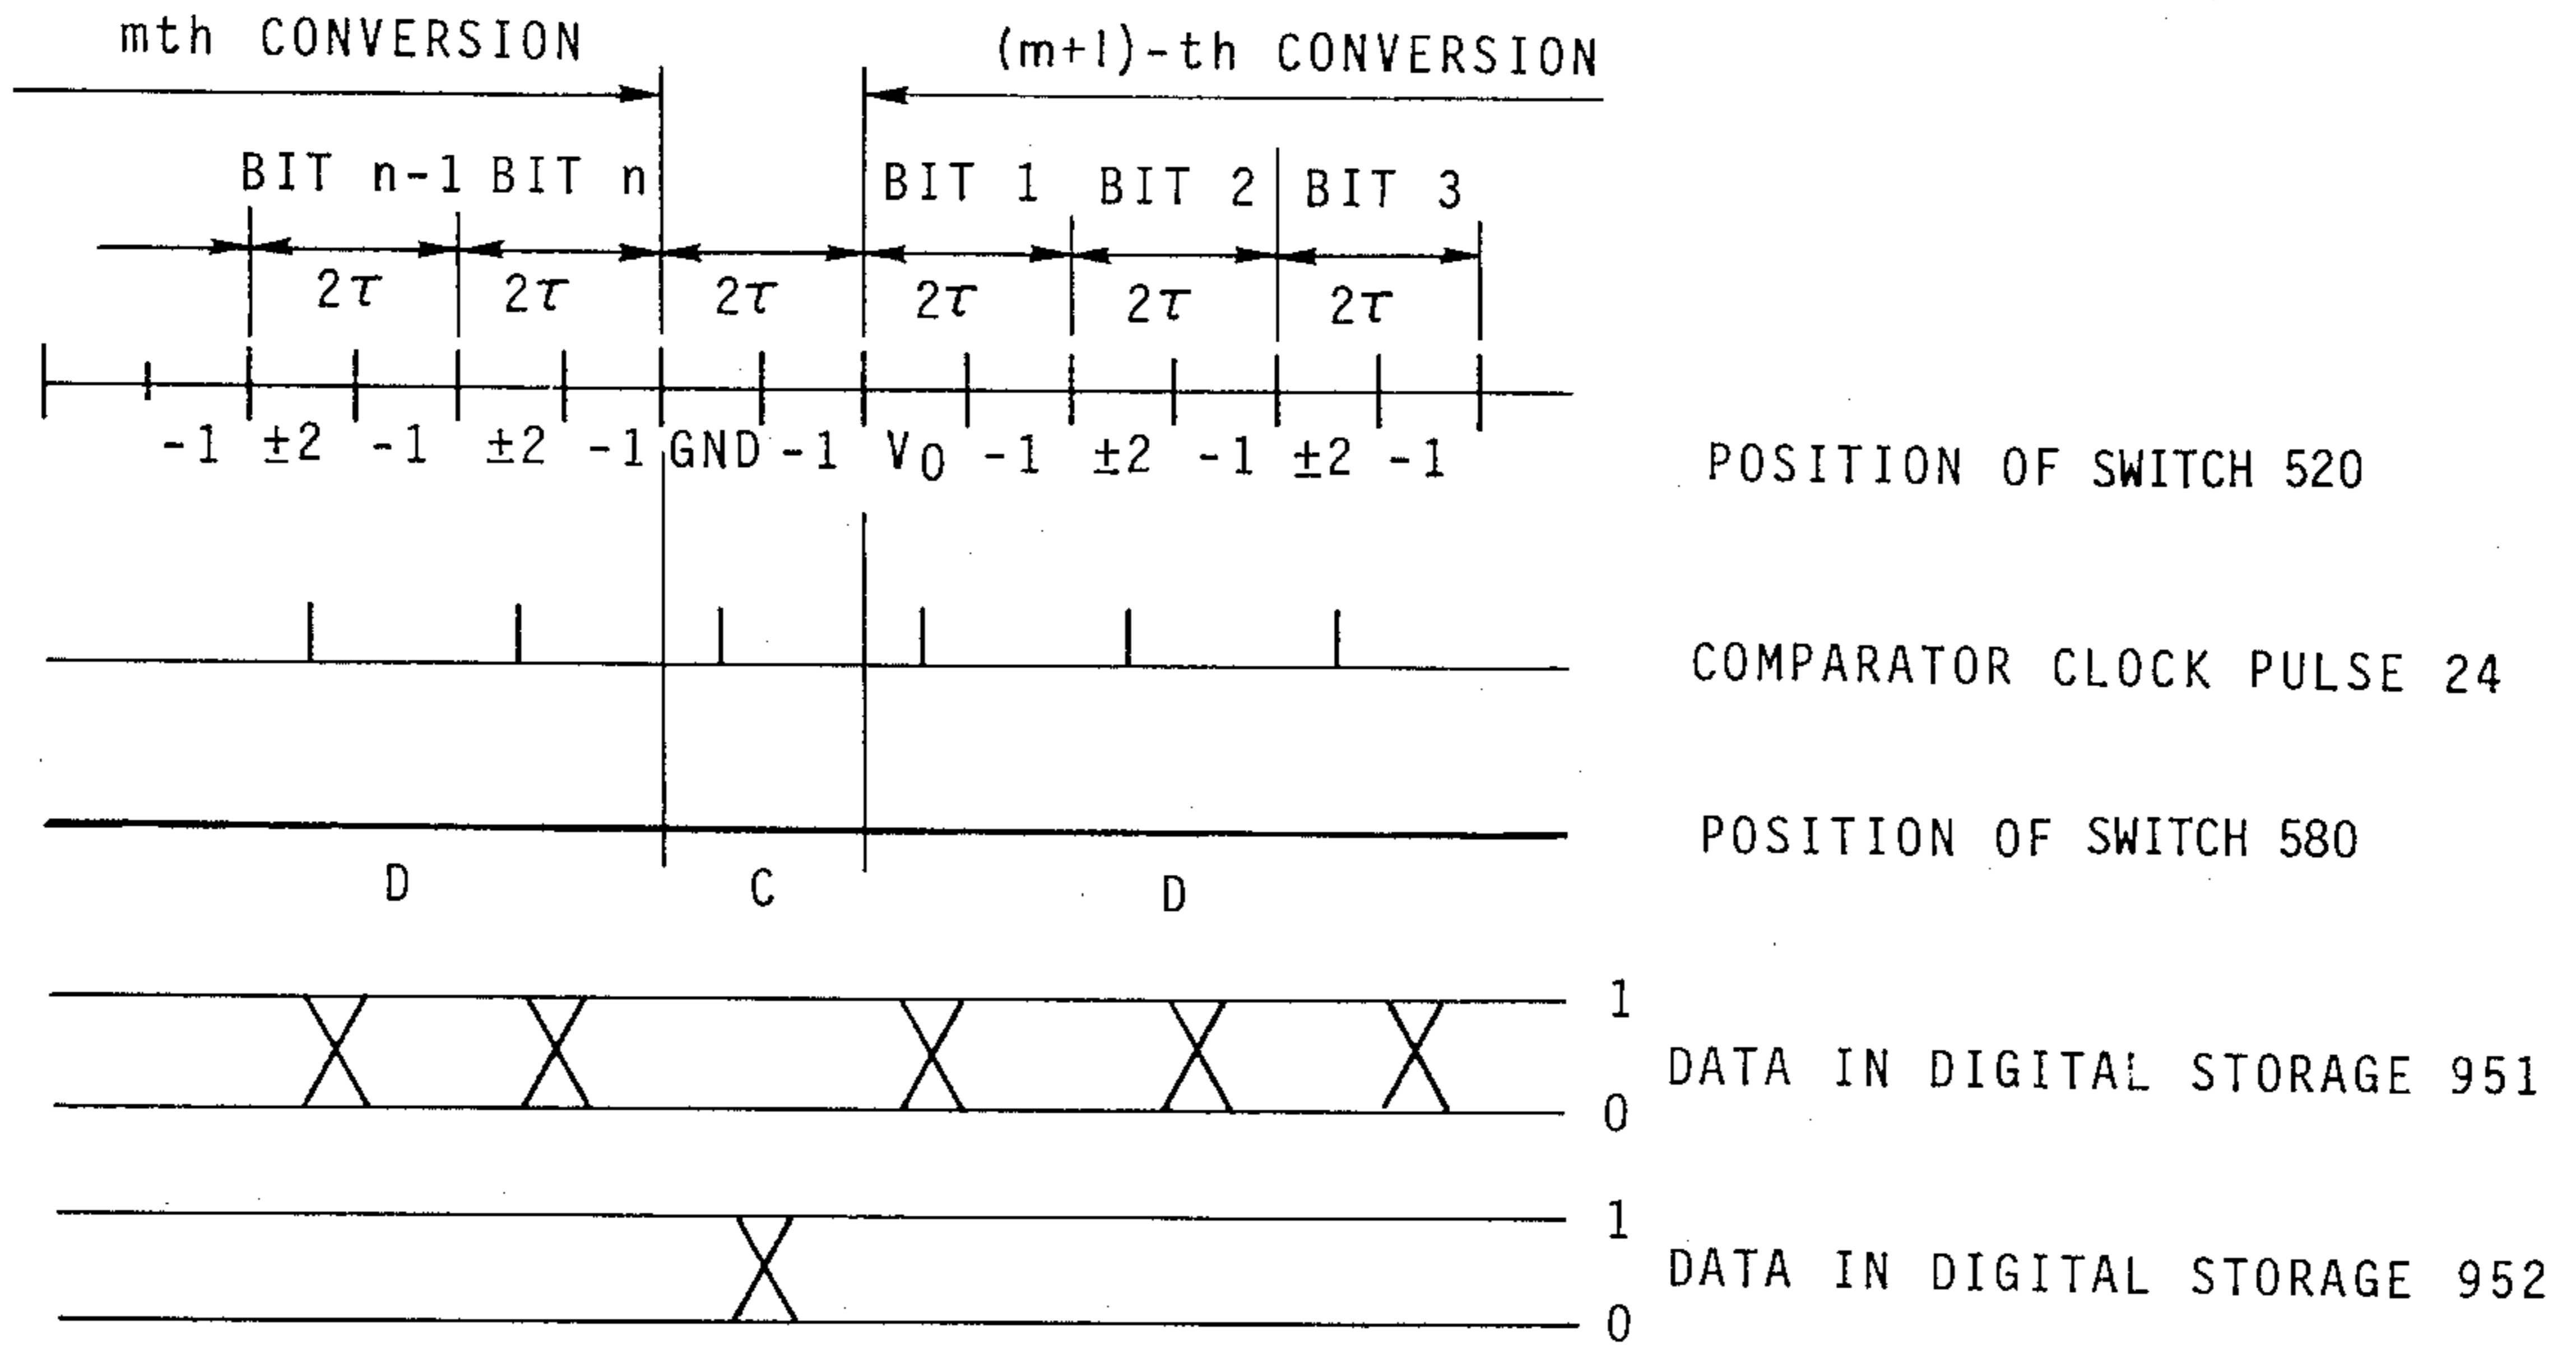 mth CONVERSION (m+1)-th CONVERSION
BIT n-1 BIT n BIT 1 BIT 2 BIT 3
2τ 2τ 2τ 2τ 2τ 2τ
-1 ±2 -1 ±2 -1 GND -1 V0 -1 ±2 -1 ±2 -1 POSITION OF SWITCH 520
COMPARATOR CLOCK PULSE 24
POSITION OF SWITCH 580
D C D
1
DATA IN DIGITAL STORAGE 951
0
1
DATA IN DIGITAL STORAGE 952
0